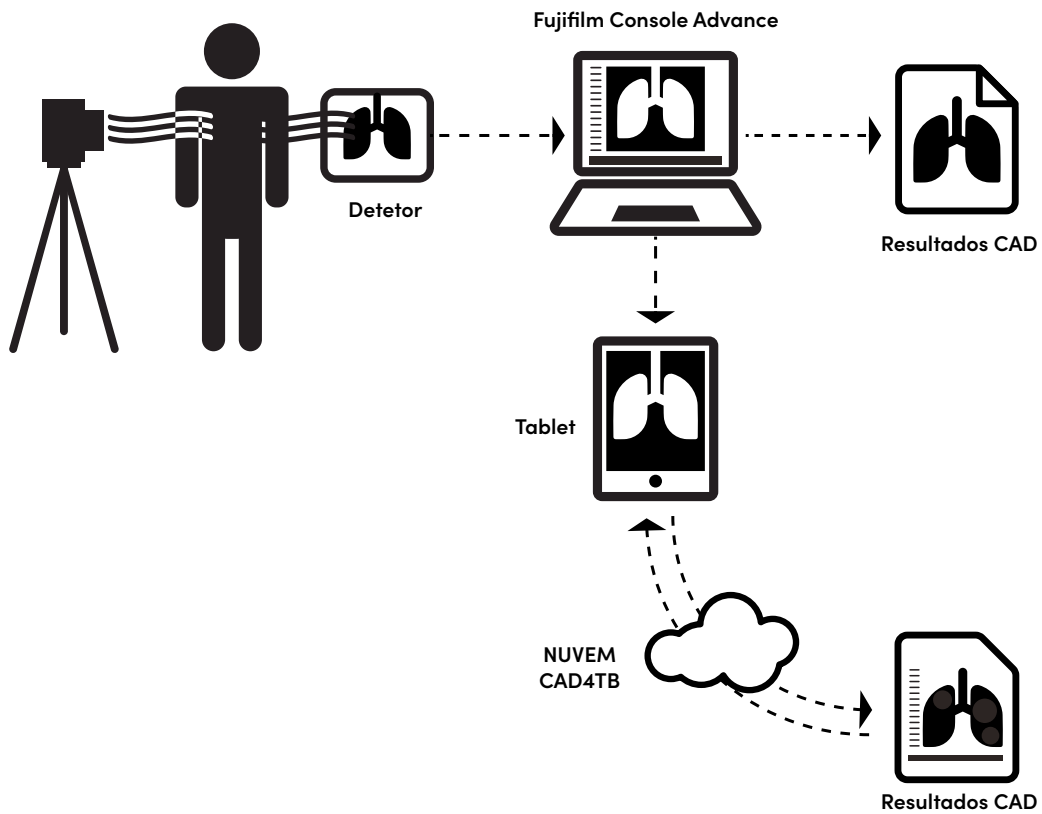 Fujifilm Console Advance
Detetor
Resultados CAD
Tablet
NUVEM
CAD4TB
Resultados CAD